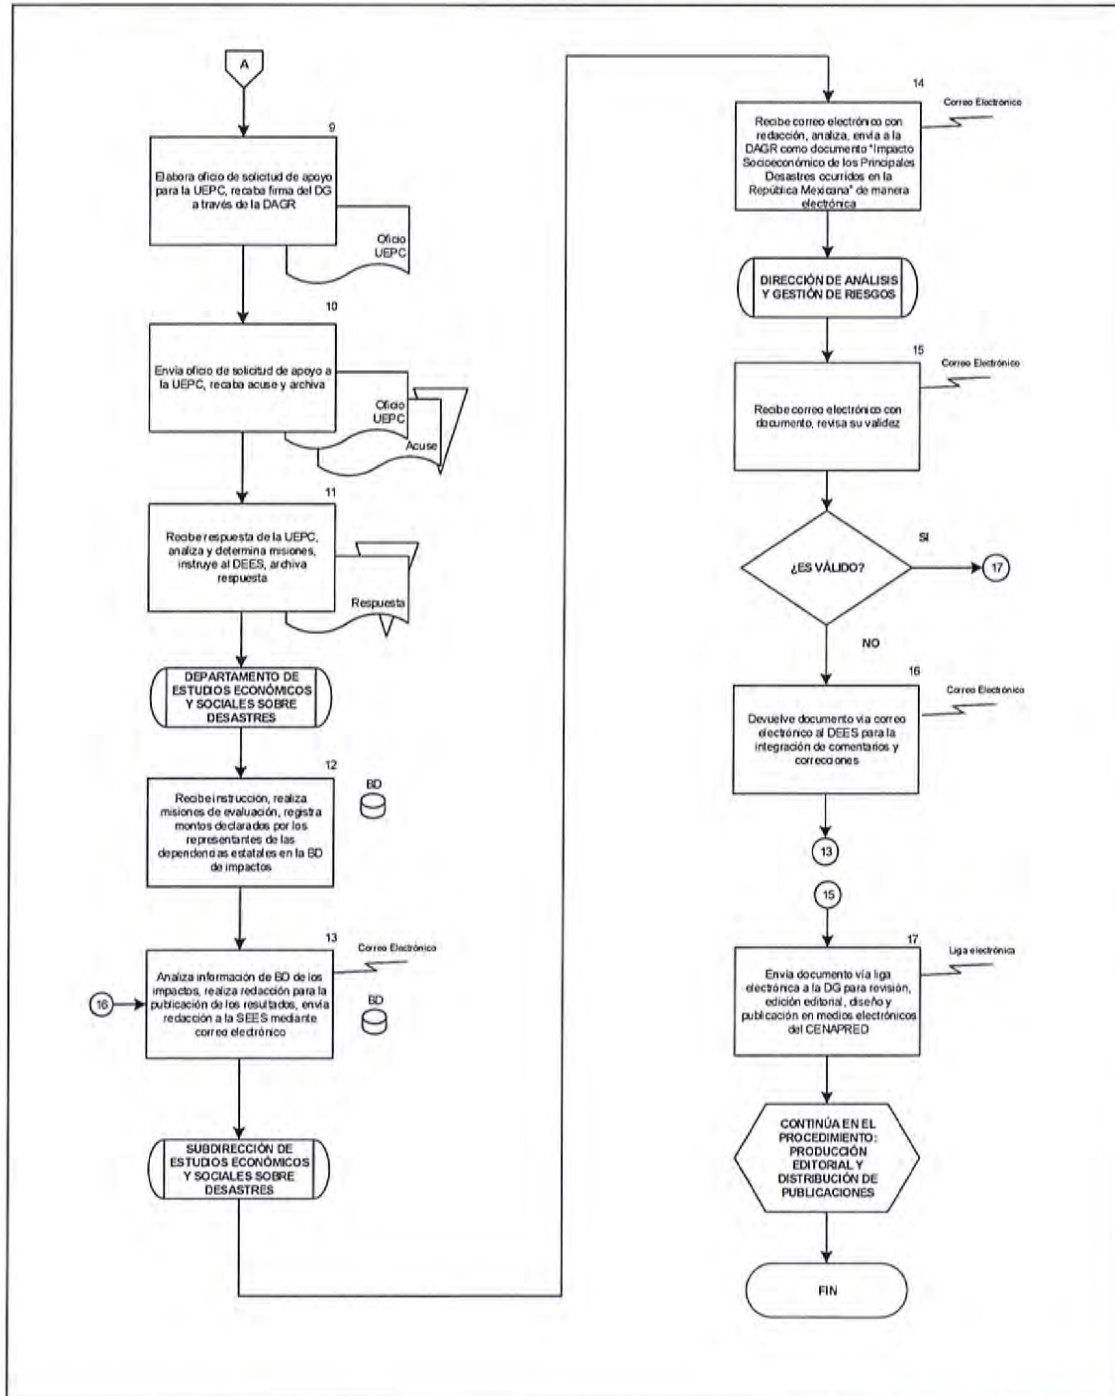 A
9
Elabora oficio de solicitud de apoyo
para la UEPC, recaba firma del DG
a través de la DAGR
Oficio
UEPC
10
Envía oficio de solicitud de apoyo a
la UEPC, recaba acuse y archiva
Oficio
UEPC
Acuse
11
Recibe respuesta de la UEPC,
analiza y determina misiones,
instruye al DEES, archiva
respuesta
Respuesta
DEPARTAMENTO DE
ESTUDIOS ECONÓMICOS
Y SOCIALES SOBRE
DESASTRES
12
BD
Recibe instrucción, realiza
misiones de evaluación, registra
montos declarados por los
representantes de las
dependencias estatales en la BD
de impactos
13
Correo Electrónico
16
Analiza información de BD de los
impactos, realiza redacción para la
publicación de los resultados, envía
redacción a la SEES mediante
correo electrónico
BD
SUBDIRECCIÓN DE
ESTUDIOS ECONÓMICOS
Y SOCIALES SOBRE
DESASTRES
14
Correo Electrónico
Recibe correo electrónico con
redacción, analiza, envía a la
DAGR como documento "Impacto
Socioeconómico de los Principales
Desastres ocurridos en la
República Mexicana" de manera
electrónica
DIRECCIÓN DE ANÁLISIS
Y GESTIÓN DE RIESGOS
15
Correo Electrónico
Recibe correo electrónico con
documento, revisa su validez
¿ES VÁLIDO?
SI
17
NO
16
Correo Electrónico
Devuelve documento vía correo
electrónico al DEES para la
integración de comentarios y
correcciones
13
15
17
Liga electrónica
Envía documento vía liga
electrónica a la DG para revisión,
edición editorial, diseño y
publicación en medios electrónicos
del CENAPRED
CONTINÚA EN EL
PROCEDIMIENTO:
PRODUCCIÓN
EDITORIAL Y
DISTRIBUCIÓN DE
PUBLICACIONES
FIN